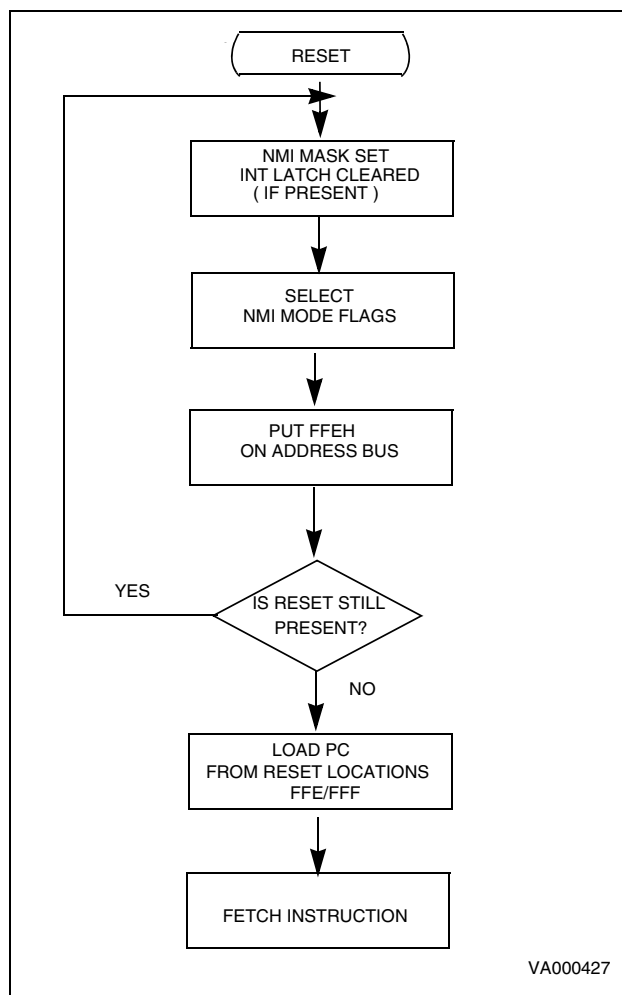 RESET
NMI MASK SET
INT LATCH CLEARED
( IF PRESENT )
SELECT
NMI MODE FLAGS
PUT FFEH
ON ADDRESS BUS
YES
IS RESET STILL
PRESENT?
NO
LOAD PC
FROM RESET LOCATIONS
FFE/FFF
FETCH INSTRUCTION
VA000427